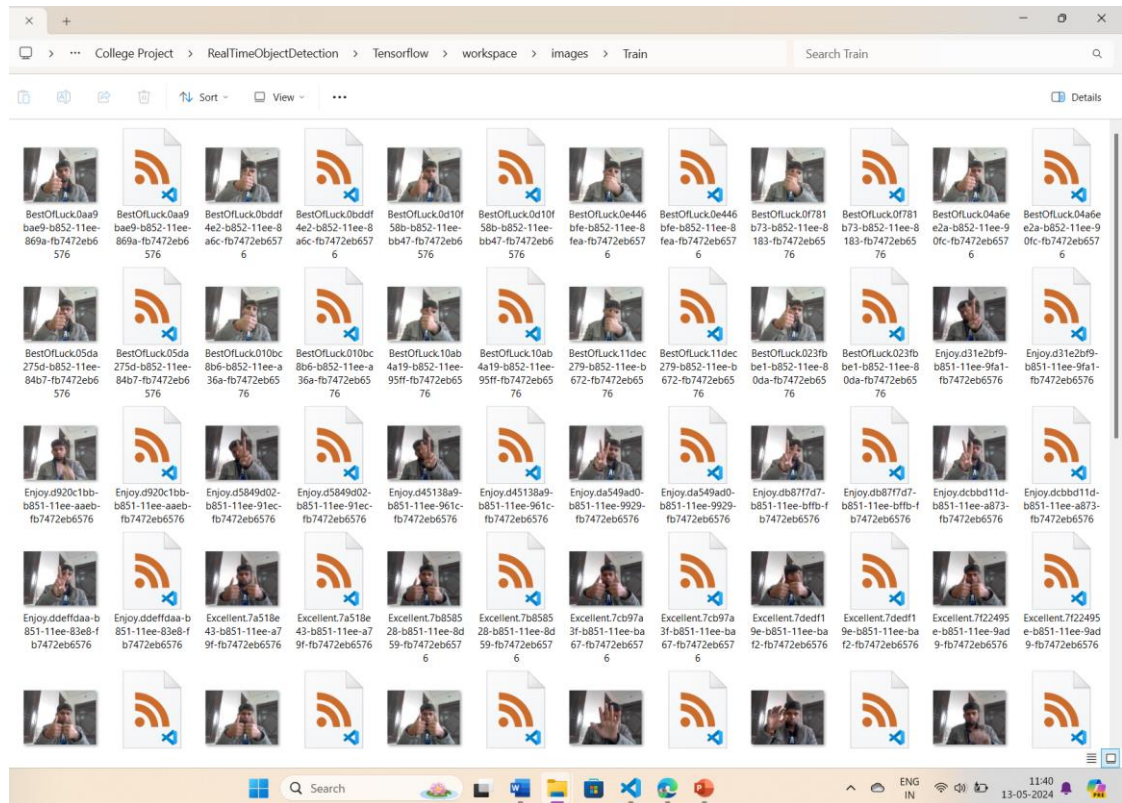 College Project > RealTimeObjectDetection > Tensorflow > workspace > images > Train
Search Train
Sort
View
Details
BestOfLuck.0aa9 BestOfLuck.0aa9 BestOfLuck.0bddf BestOfLuck.0bddf BestOfLuck.0d10f BestOfLuck.0d10f BestOfLuck.0e446 BestOfLuck.0e446 BestOfLuck.0f781 BestOfLuck.0f781 BestOfLuck.04a6e BestOfLuck.04a6e
bae9-b852-11ee- bae9-b852-11ee- 4e2-b852-11ee-8 4e2-b852-11ee-8 58b-b852-11ee- 58b-b852-11ee- bfe-b852-11ee-8 bfe-b852-11ee-8 b73-b852-11ee-8 b73-b852-11ee-8 e2a-b852-11ee-9 e2a-b852-11ee-9
869a-fb7472eb6 869a-fb7472eb6 a6c-fb7472eb657 a6c-fb7472eb657 bb47-fb7472eb6 bb47-fb7472eb6 fea-fb7472eb657 fea-fb7472eb657 183-fb7472eb65 183-fb7472eb65 0fc-fb7472eb657 0fc-fb7472eb657
576 576 6 6 576 576 6 6 76 76 6 6
BestOfLuck.05da BestOfLuck.05da BestOfLuck.010bc BestOfLuck.010bc BestOfLuck.10ab BestOfLuck.10ab BestOfLuck.11dec BestOfLuck.11dec BestOfLuck.023fb BestOfLuck.023fb Enjoy.d31e2bf9- Enjoy.d31e2bf9-
275d-b852-11ee- 275d-b852-11ee- 8b6-b852-11ee-a 8b6-b852-11ee-a 4a19-b852-11ee- 4a19-b852-11ee- 279-b852-11ee-b 279-b852-11ee-b be1-b852-11ee-8 be1-b852-11ee-8 b851-11ee-9fa1- b851-11ee-9fa1-
84b7-fb7472eb6 84b7-fb7472eb6 36a-fb7472eb65 36a-fb7472eb65 95ff-fb7472eb65 95ff-fb7472eb65 672-fb7472eb65 672-fb7472eb65 0da-fb7472eb65 0da-fb7472eb65 fb7472eb6576 fb7472eb6576
576 576 76 76 76 76 76 76 76 76
Enjoy.d920c1bb- Enjoy.d920c1bb- Enjoy.d5849d02- Enjoy.d5849d02- Enjoy.d45138a9- Enjoy.d45138a9- Enjoy.da549ad0- Enjoy.da549ad0- Enjoy.db87f7d7- Enjoy.db87f7d7- Enjoy.dcbbd11d- Enjoy.dcbbd11d-
b851-11ee-aaeb- b851-11ee-aaeb- b851-11ee-91ec- b851-11ee-91ec- b851-11ee-961c- b851-11ee-961c- b851-11ee-9929- b851-11ee-9929- b851-11ee-bffb-f b851-11ee-bffb-f b851-11ee-a873- b851-11ee-a873-
fb7472eb6576 fb7472eb6576 fb7472eb6576 fb7472eb6576 fb7472eb6576 fb7472eb6576 fb7472eb6576 fb7472eb6576 b7472eb6576 b7472eb6576 fb7472eb6576 fb7472eb6576
Enjoy.ddeffdaa-b Enjoy.ddeffdaa-b Excellent.7a518e Excellent.7a518e Excellent.7b8585 Excellent.7b8585 Excellent.7cb97a Excellent.7cb97a Excellent.7dedf1 Excellent.7dedf1 Excellent.7f22495 Excellent.7f22495
851-11ee-83e8-f 851-11ee-83e8-f 43-b851-11ee-a7 43-b851-11ee-a7 28-b851-11ee-8d 28-b851-11ee-8d 3f-b851-11ee-ba 3f-b851-11ee-ba 9e-b851-11ee-ba 9e-b851-11ee-ba e-b851-11ee-9ad e-b851-11ee-9ad
b7472eb6576 b7472eb6576 9f-fb7472eb6576 9f-fb7472eb6576 59-fb7472eb657 59-fb7472eb657 67-fb7472eb657 67-fb7472eb657 f2-fb7472eb6576 f2-fb7472eb6576 9-fb7472eb6576 9-fb7472eb6576
6 6 6 6
Search
ENG
IN
11:40
13-05-2024
PRE